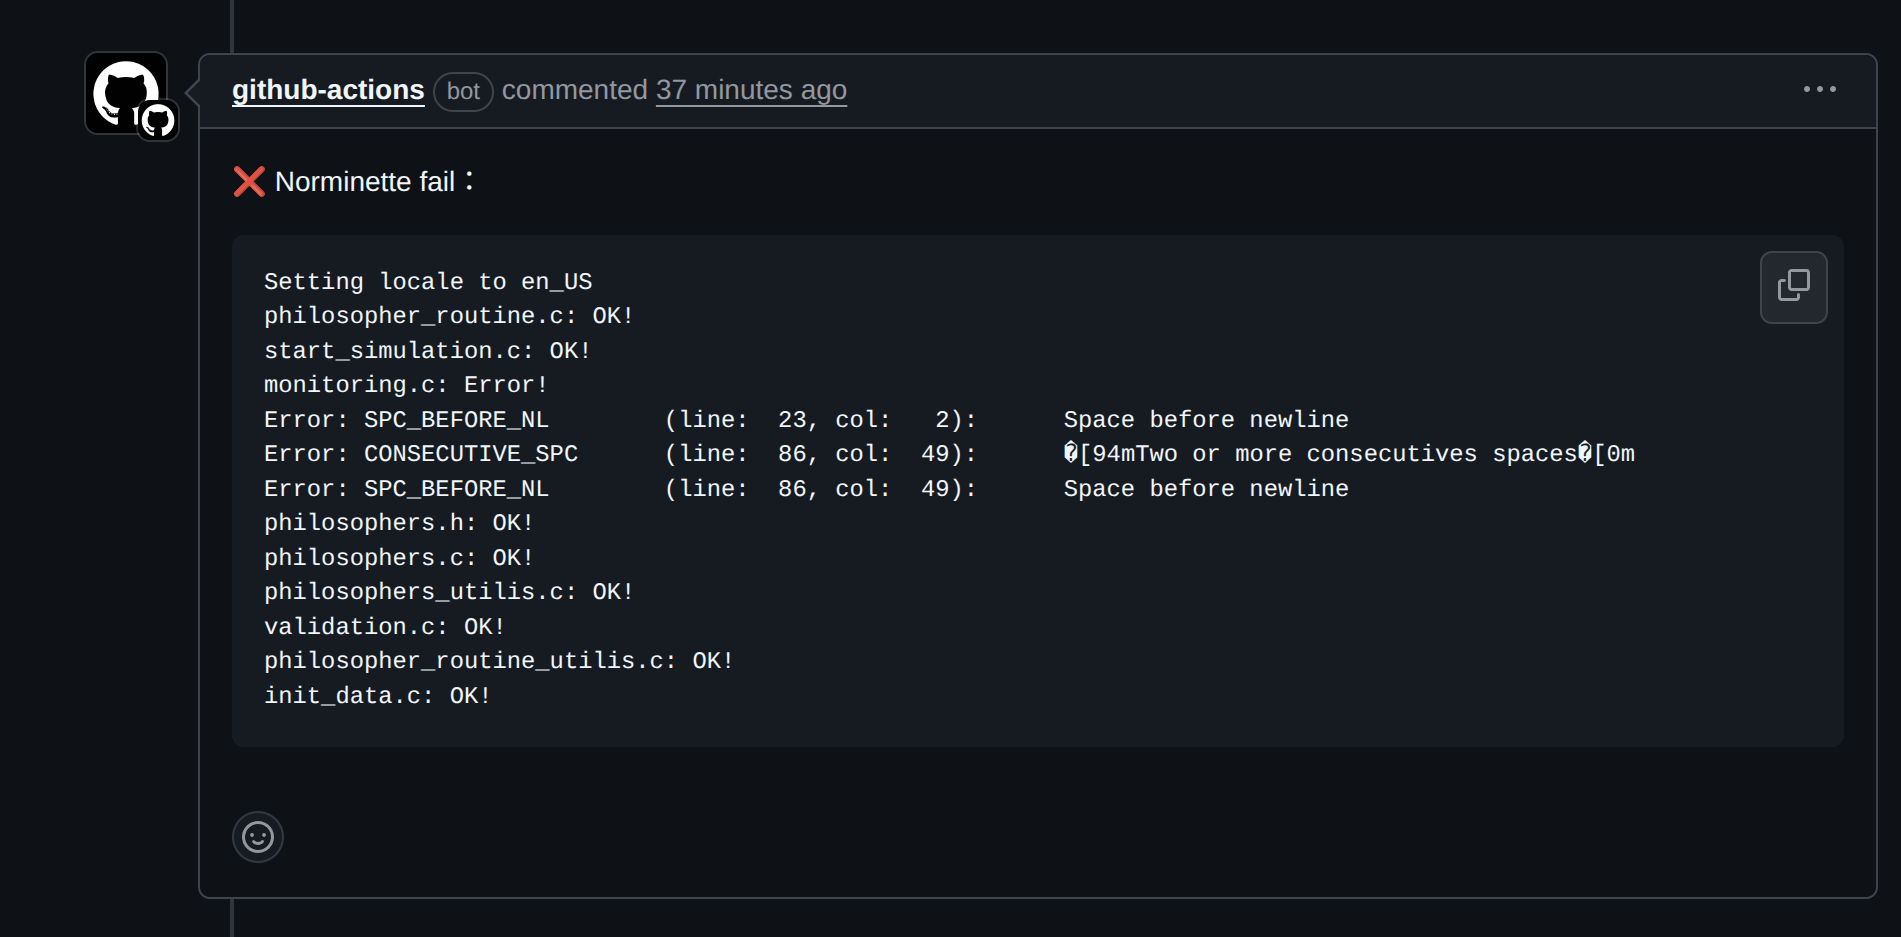 github-actions bot commented 37 minutes ago
❌ Norminette fail：
Setting locale to en_US
philosopher_routine.c: OK!
start_simulation.c: OK!
monitoring.c: Error!
Error: SPC_BEFORE_NL        (line:  23, col:   2):      Space before newline
Error: CONSECUTIVE_SPC      (line:  86, col:  49):      �[94mTwo or more consecutives spaces�[0m
Error: SPC_BEFORE_NL        (line:  86, col:  49):      Space before newline
philosophers.h: OK!
philosophers.c: OK!
philosophers_utilis.c: OK!
validation.c: OK!
philosopher_routine_utilis.c: OK!
init_data.c: OK!